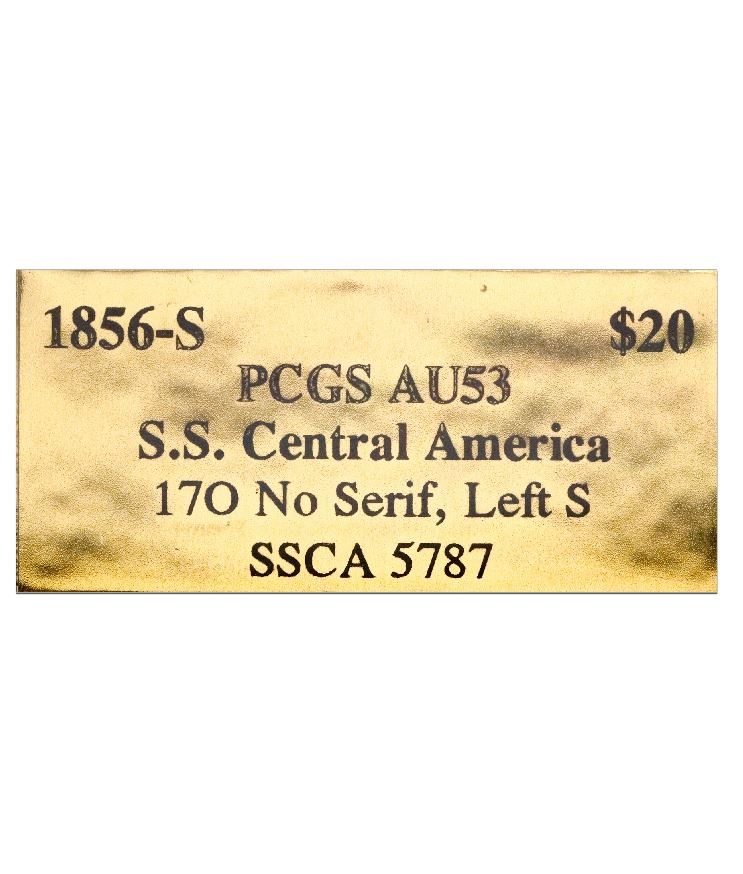 1856-S $20
PCGS AU53
S.S. Central America
17O No Serif, Left S
SSCA 5787